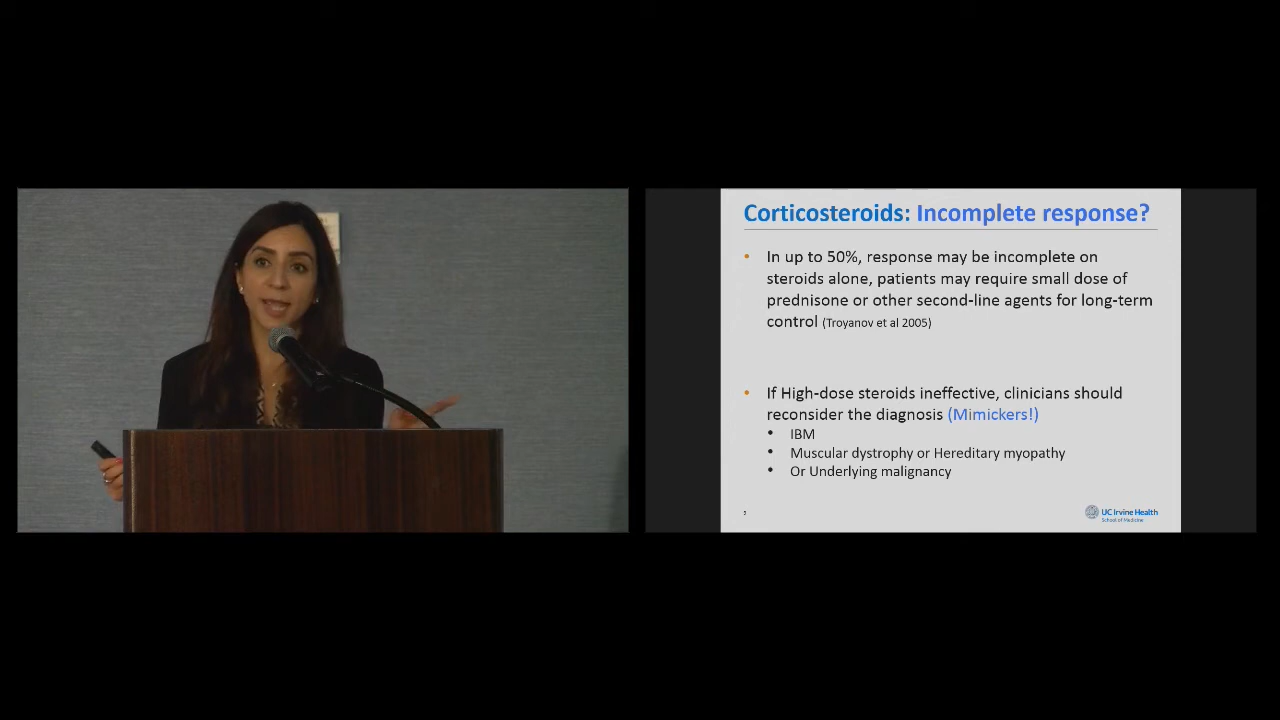 Corticosteroids: Incomplete response?
• In up to 50%, response may be incomplete on
steroids alone, patients may require small dose of
prednisone or other second-line agents for long-term
control (Troyanov et al 2005)
• If High-dose steroids ineffective, clinicians should
reconsider the diagnosis (Mimickers!)
• IBM
• Muscular dystrophy or Hereditary myopathy
• Or Underlying malignancy
UC Irvine Health
School of Medicine